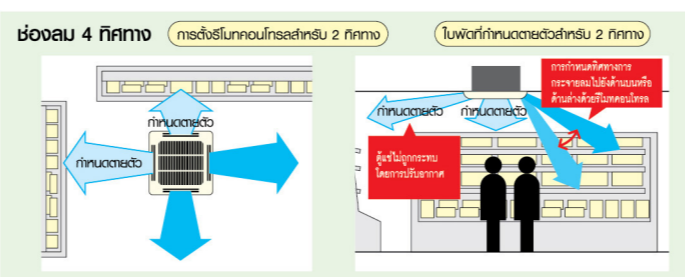 ช่องลม 4 ทิศทาง
การตั้งรีโมทคอนโทรลสำหรับ 2 ทิศทาง
ใบพัดที่กำหนดตายตัวสำหรับ 2 ทิศทาง
กำหนดตายตัว
กำหนดตายตัว
การกำหนดทิศทางการ
กระจายลมไปยังด้านบนหรือ
ด้านล่างด้วยรีโมทคอนโทรล
กำหนดตายตัว
กำหนดตายตัว
ตู้แช่ไม่ถูกกระทบ
โดยการปรับอากาศ